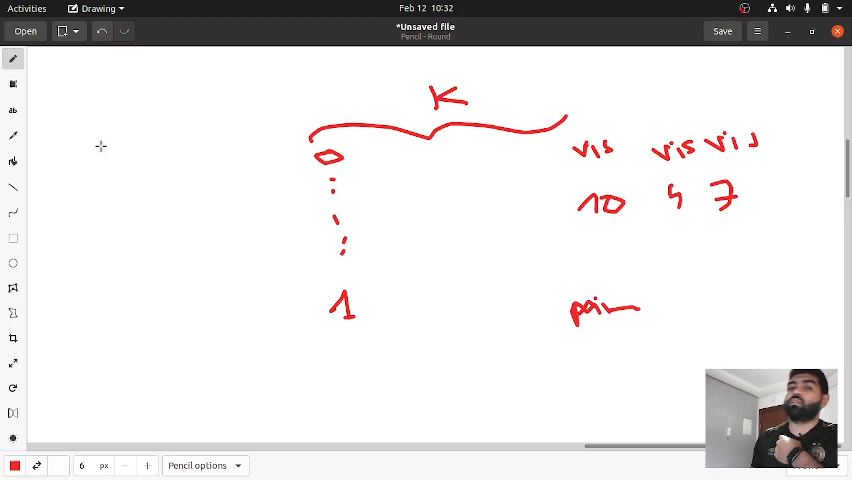 Activities Drawing Feb 12 10:32
Open *Unsaved file Save
Pencil - Round
K
0 vis vis vis
10 5 7
1 pair
6 px Pencil options